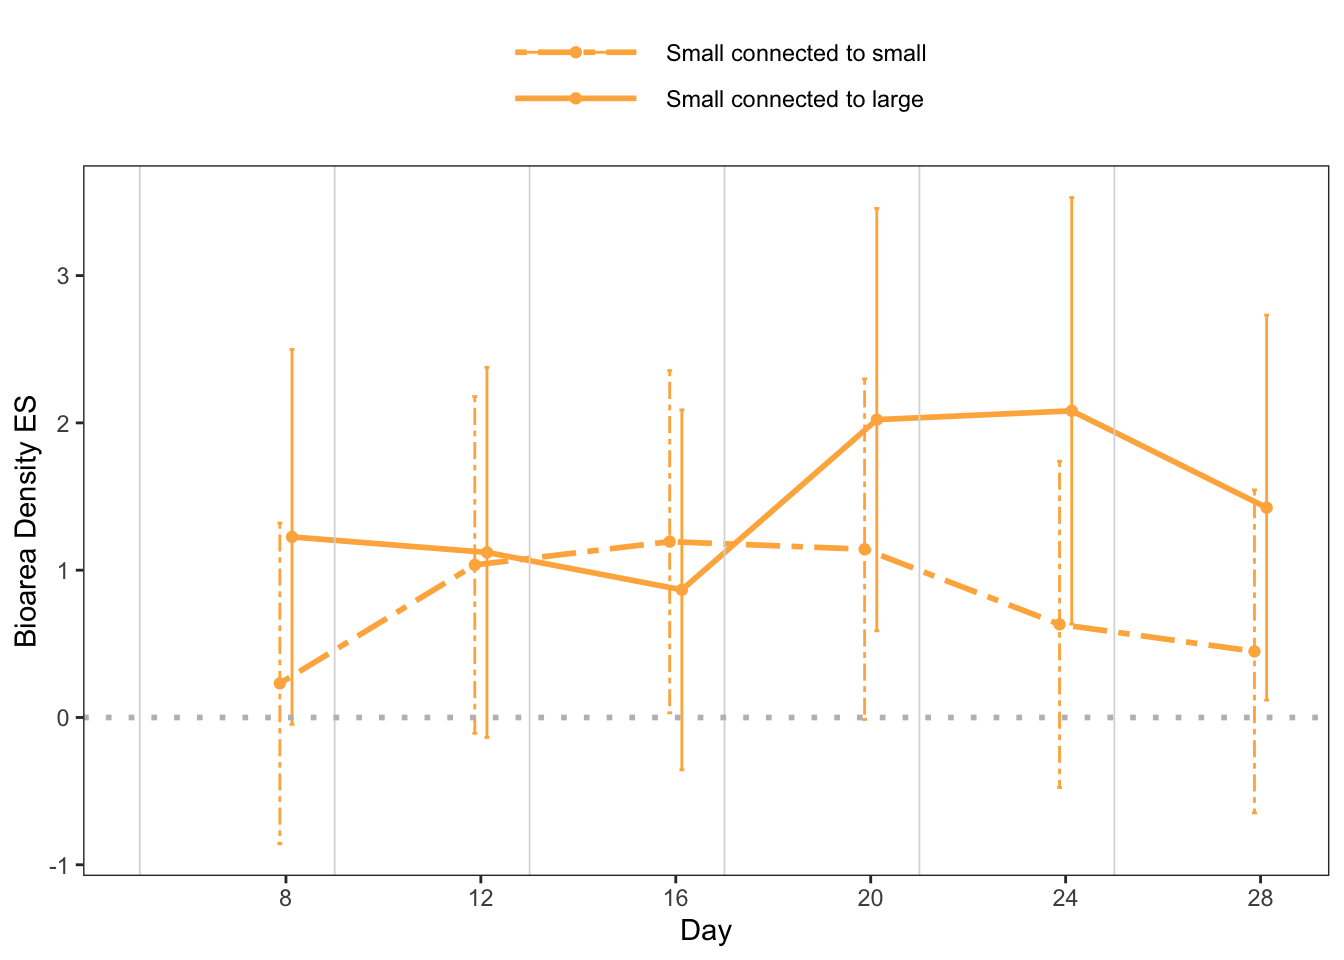 Small connected to small
Small connected to large
Bioarea Density ES
3
2
1
0
-1
8 12 16 20 24 28
Day